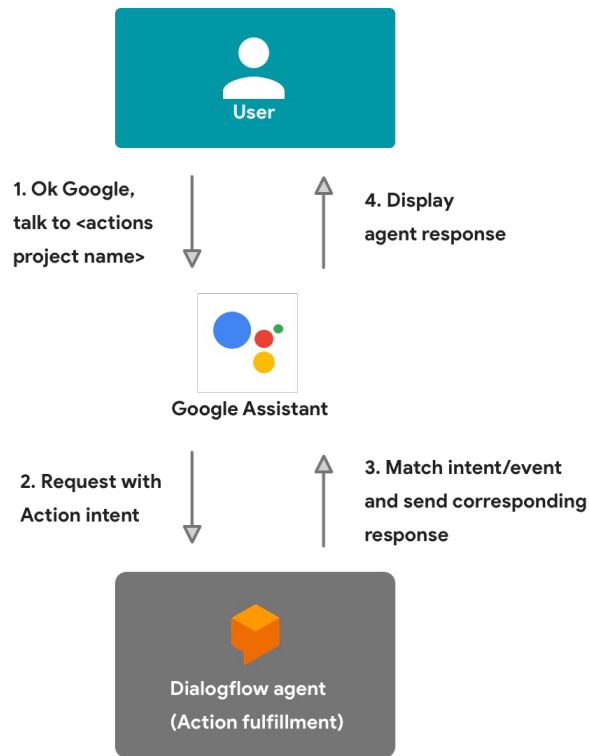 User
1. Ok Google,
talk to <actions
project name>
4. Display
agent response
Google Assistant
2. Request with
Action intent
3. Match intent/event
and send corresponding
response
Dialogflow agent
(Action fulfillment)